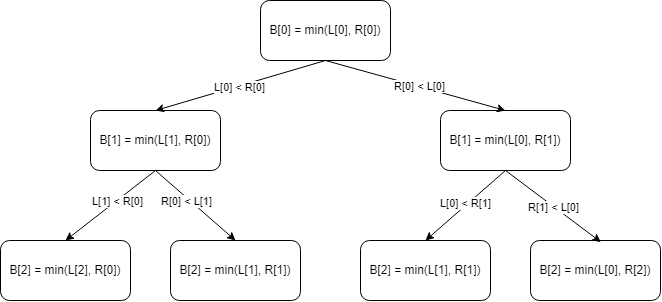 B[0] = min(L[0], R[0])
L[0] < R[0]
R[0] < L[0]
B[1] = min(L[1], R[0])
B[1] = min(L[0], R[1])
L[1] < R[0]
R[0] < L[1]
L[0] < R[1]
R[1] < L[0]
B[2] = min(L[2], R[0])
B[2] = min(L[1], R[1])
B[2] = min(L[1], R[1])
B[2] = min(L[0], R[2])